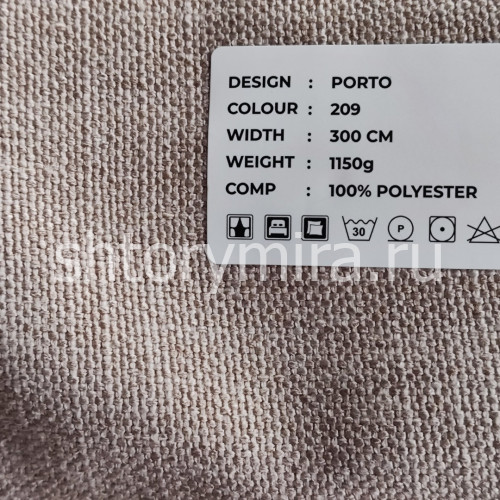 DESIGN : PORTO
COLOUR : 209
WIDTH : 300 CM
WEIGHT : 1150g
COMP : 100% POLYESTER
30 P
shtorymira.ru